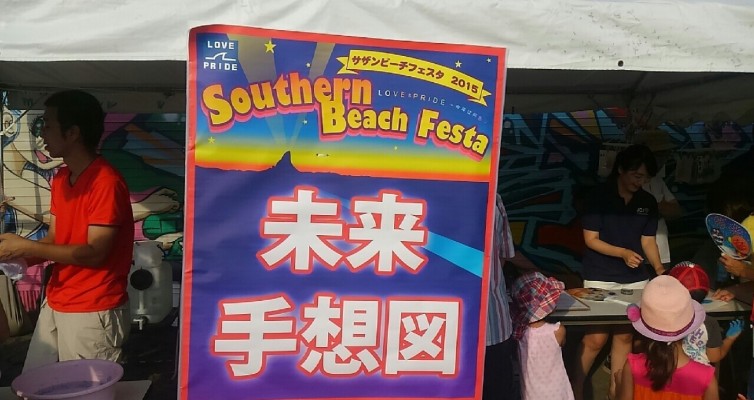 LOVE
PRIDE
サザンビーチフェスタ 2015
LOVE&PRIDE
Southern
Beach Festa
未来
手想図